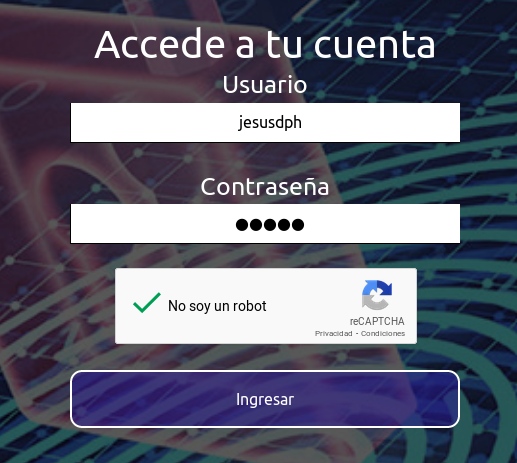 Accede a tu cuenta
Usuario
jesusdph
Contraseña
●●●●●
No soy un robot
reCAPTCHA
Privacidad - Condiciones
Ingresar